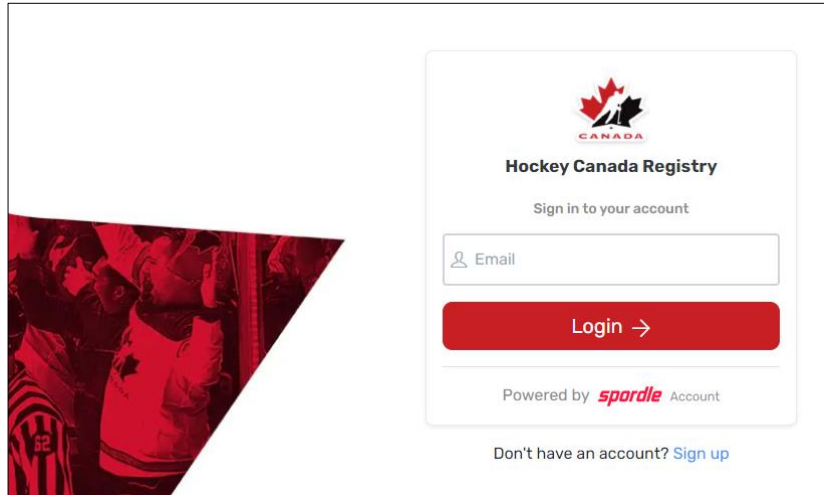 CANADA
Hockey Canada Registry
Sign in to your account
Email
Login →
Powered by spordle Account
Don't have an account? Sign up
62